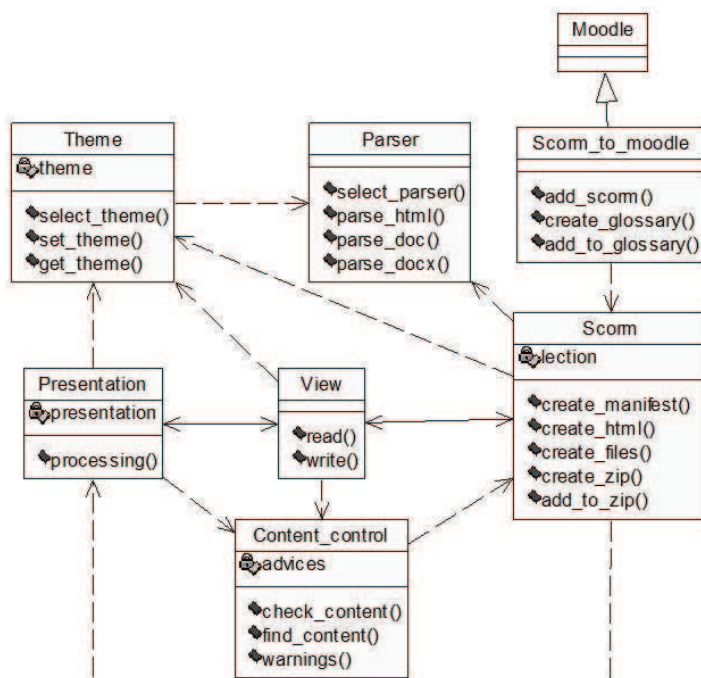 Moodle
Theme
theme
select_theme()
set_theme()
get_theme()
Parser
select_parser()
parse_html()
parse_doc()
parse_docx()
Scorm_to_moodle
add_scorm()
create_glossary()
add_to_glossary()
Presentation
presentation
processing()
View
read()
write()
Scorm
lection
create_manifest()
create_html()
create_files()
create_zip()
add_to_zip()
Content_control
advices
check_content()
find_content()
warnings()